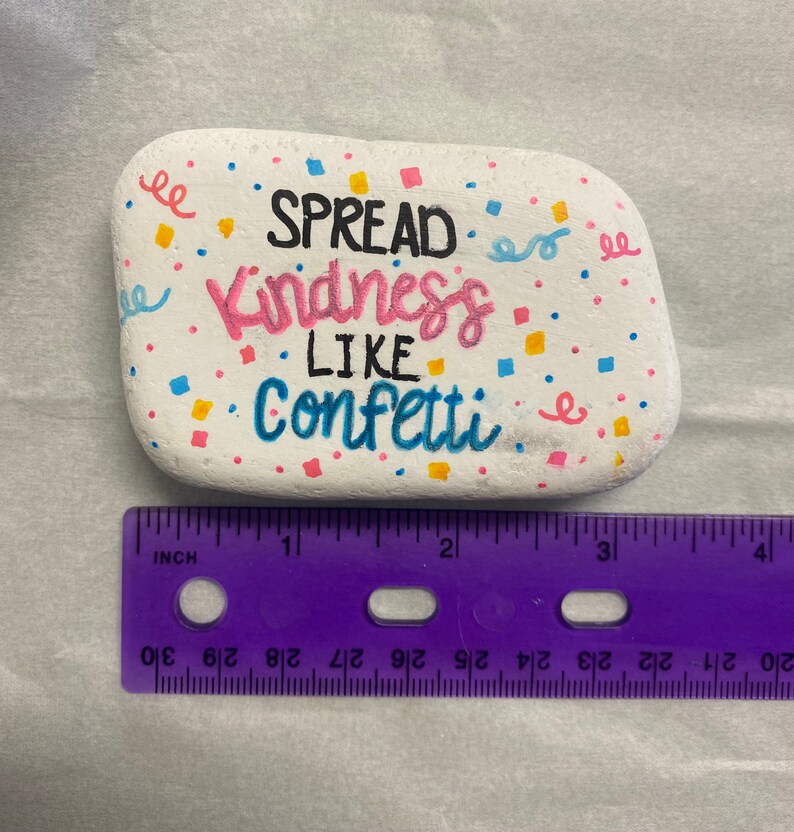 SPREAD
Kindness
LIKE
Confetti
1 2 3 4
INCH
30 29 28 27 26 25 24 23 22 21 20